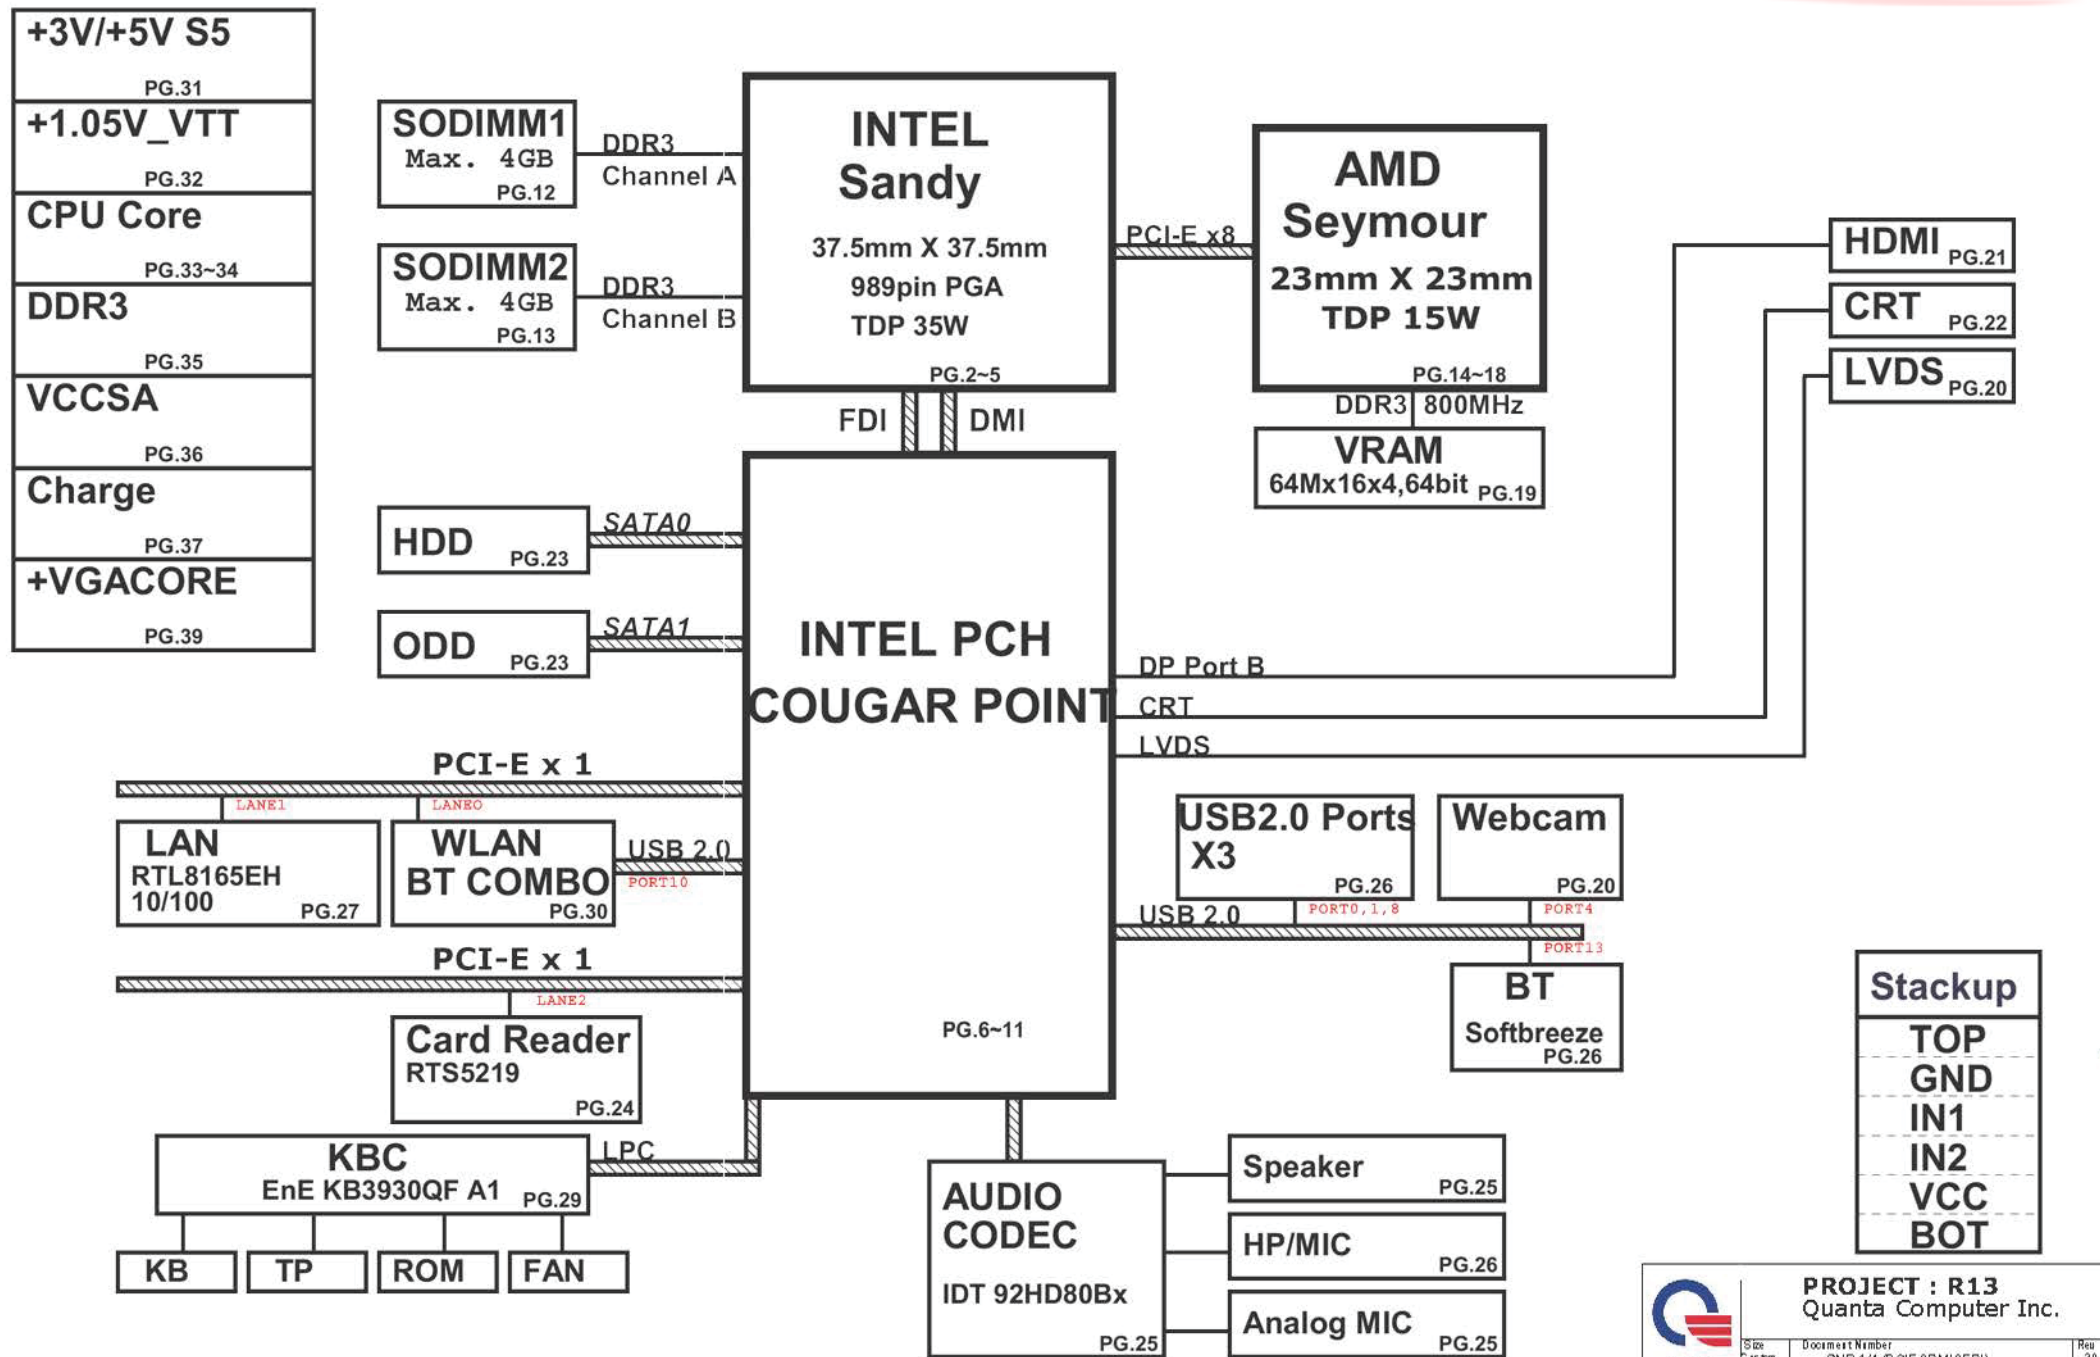 +3V/+5V S5
PG.31
+1.05V_VTT
PG.32
CPU Core
PG.33~34
DDR3
PG.35
VCCSA
PG.36
Charge
PG.37
+VGACORE
PG.39
SODIMM1
Max. 4GB
PG.12
DDR3
Channel A
SODIMM2
Max. 4GB
PG.13
DDR3
Channel B
INTEL
Sandy
37.5mm X 37.5mm
989pin PGA
TDP 35W
PG.2~5
PCI-E x8
AMD
Seymour
23mm X 23mm
TDP 15W
PG.14~18
DDR3 800MHz
VRAM
64Mx16x4,64bit PG.19
HDMI PG.21
CRT PG.22
LVDS PG.20
FDI
DMI
HDD PG.23
SATA0
ODD PG.23
SATA1
INTEL PCH
COUGAR POINT
PG.6~11
DP Port B
CRT
LVDS
PCI-E x 1
LANE1
LANE0
LAN
RTL8165EH
10/100
PG.27
WLAN
BT COMBO
PG.30
USB 2.0
PORT10
PCI-E x 1
LANE2
Card Reader
RTS5219
PG.24
USB2.0 Ports
X3
PG.26
Webcam
PG.20
USB 2.0
PORT0,1,8
PORT4
PORT13
BT
Softbreeze
PG.26
KBC
EnE KB3930QF A1 PG.29
LPC
KB
TP
ROM
FAN
AUDIO
CODEC
IDT 92HD80Bx
PG.25
Speaker
PG.25
HP/MIC
PG.26
Analog MIC
PG.25
Stackup
TOP
GND
IN1
IN2
VCC
BOT
PROJECT : R13
Quanta Computer Inc.
Size
Document Number
Rev